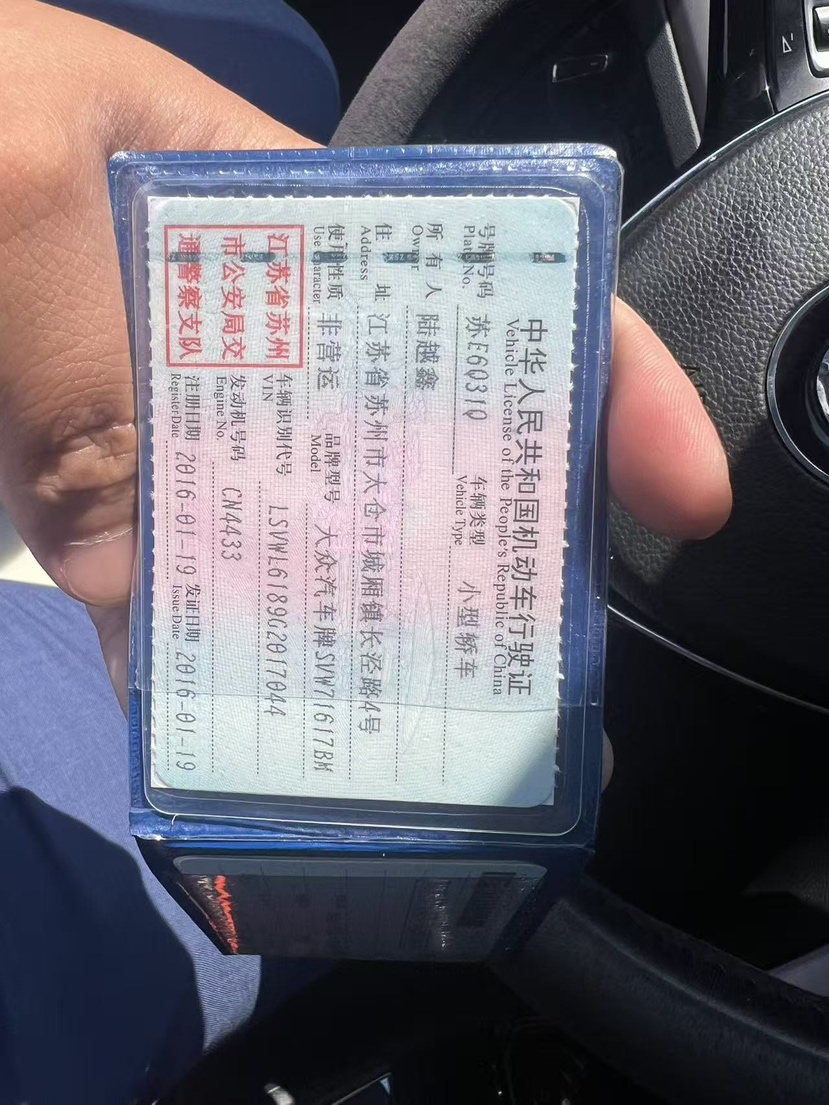 中华人民共和国机动车行驶证
Vehicle License of the People's Republic of China
号牌号码 苏E6Q31Q 车辆类型 小型轿车
Plate No. Vehicle Type
所有人 陆越鑫
Owner
住址 江苏省苏州市太仓市城厢镇长泾路4号
Address
使用性质 非营运 品牌型号 大众汽车牌SVW71617BM
Use Character Model
江苏省苏州
市公安局交
通警察支队
车辆识别代号 LSVWL6189G2017044
VIN
发动机号码 CN4433
Engine No.
注册日期 2016-01-19 发证日期 2016-01-19
Register Date Issue Date